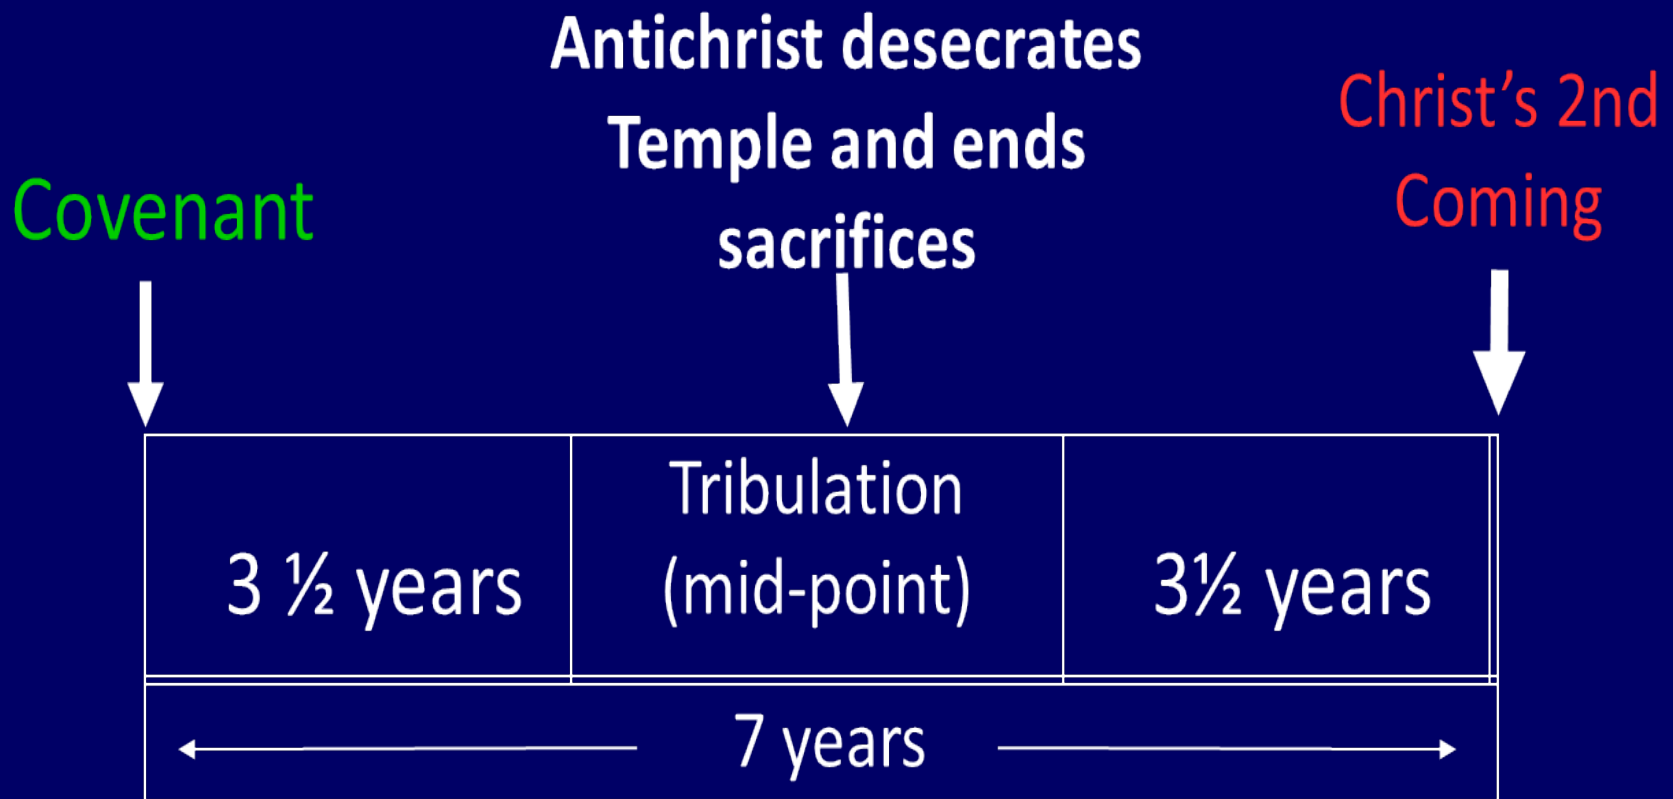 Antichrist desecrates
Temple and ends
sacrifices
Christ’s 2nd
Coming
Covenant
Tribulation
(mid-point)
3 ½ years
3½ years
7 years